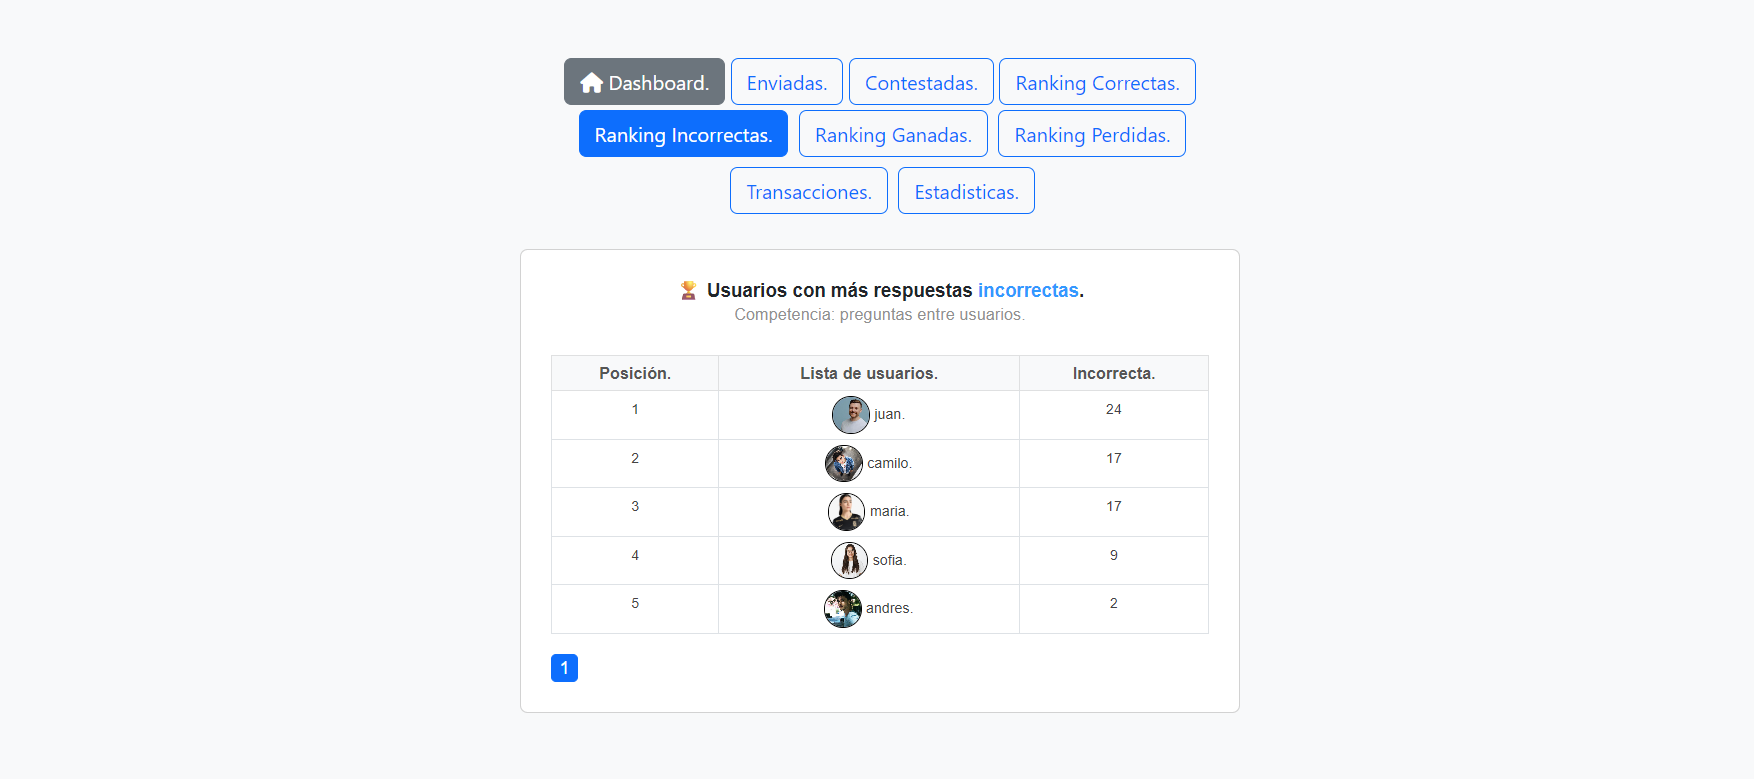 Dashboard. Enviadas. Contestadas. Ranking Correctas.
Ranking Incorrectas. Ranking Ganadas. Ranking Perdidas.
Transacciones. Estadisticas.
Usuarios con más respuestas incorrectas.
Competencia: preguntas entre usuarios.
Posición. Lista de usuarios. Incorrecta.
1 juan. 24
2 camilo. 17
3 maria. 17
4 sofia. 9
5 andres. 2
1